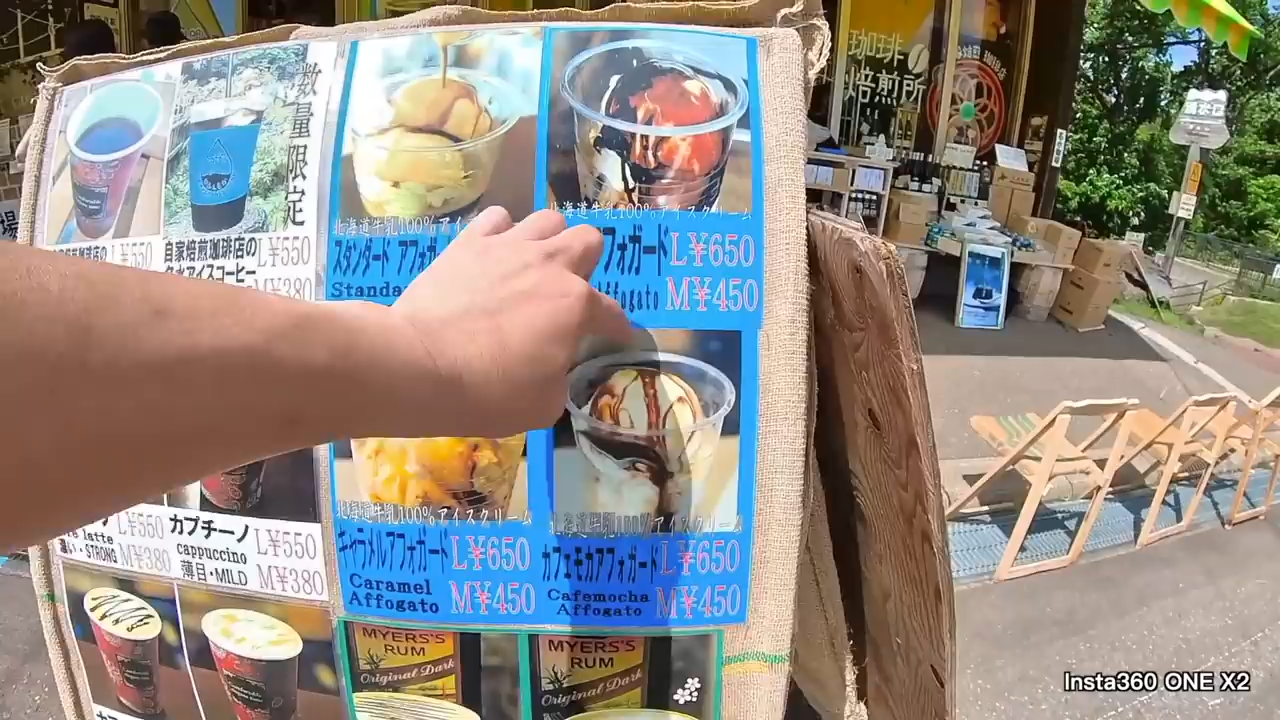 数量限定
L¥550
自家焙煎珈琲店の
L¥550
M¥380
北海道牛乳100%アイスクリーム
スタンダード アフォガ
Standa
北海道牛乳100%アイスクリーム
アフォガード
L¥650
Affogato
M¥450
L¥550
latte
・STRONG
M¥380
カプチーノ
Cappuccino
薄目・MILD
L¥550
M¥380
北海道牛乳100%アイスクリーム
キャラメルアフォガード
L¥650
Caramel
Affogato
M¥450
北海道牛乳100%アイスクリーム
カフェモカアフォガード
L¥650
Cafemocha
Affogato
M¥450
MYERS'S
RUM
Original Dark
MYERS'S
RUM
Original Dark
珈琲
焙煎所
Insta360 ONE X2